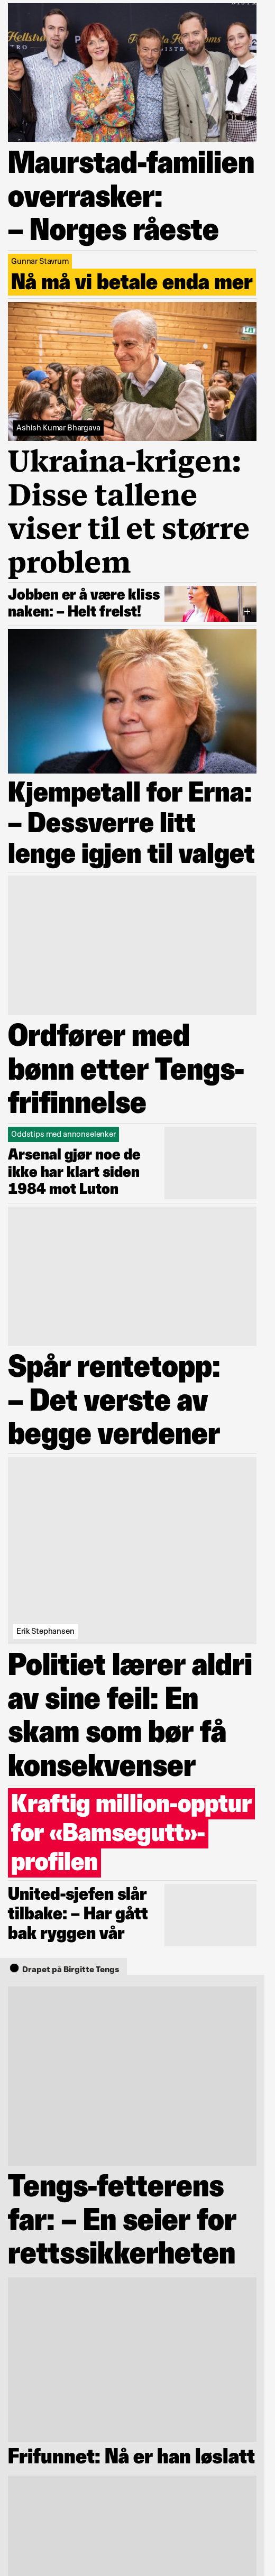 Maurstad-familien
overrasker:
– Norges råeste
Gunnar Stavrum
Nå må vi betale enda mer
Ashish Kumar Bhargava
Ukraina-krigen:
Disse tallene
viser til et større
problem
Jobben er å være kliss
naken: – Helt frelst!
Kjempetall for Erna:
– Dessverre litt
lenge igjen til valget
Ordfører med
bønn etter Tengs-
frifinnelse
Oddstips med annonselenker
Arsenal gjør noe de
ikke har klart siden
1984 mot Luton
Spår rentetopp:
– Det verste av
begge verdener
Erik Stephansen
Politiet lærer aldri
av sine feil: En
skam som bør få
konsekvenser
Kraftig million-opptur
for «Bamsegutt»-
profilen
United-sjefen slår
tilbake: – Har gått
bak ryggen vår
Drapet på Birgitte Tengs
Tengs-fetterens
far: – En seier for
rettssikkerheten
Frifunnet: Nå er han løslatt